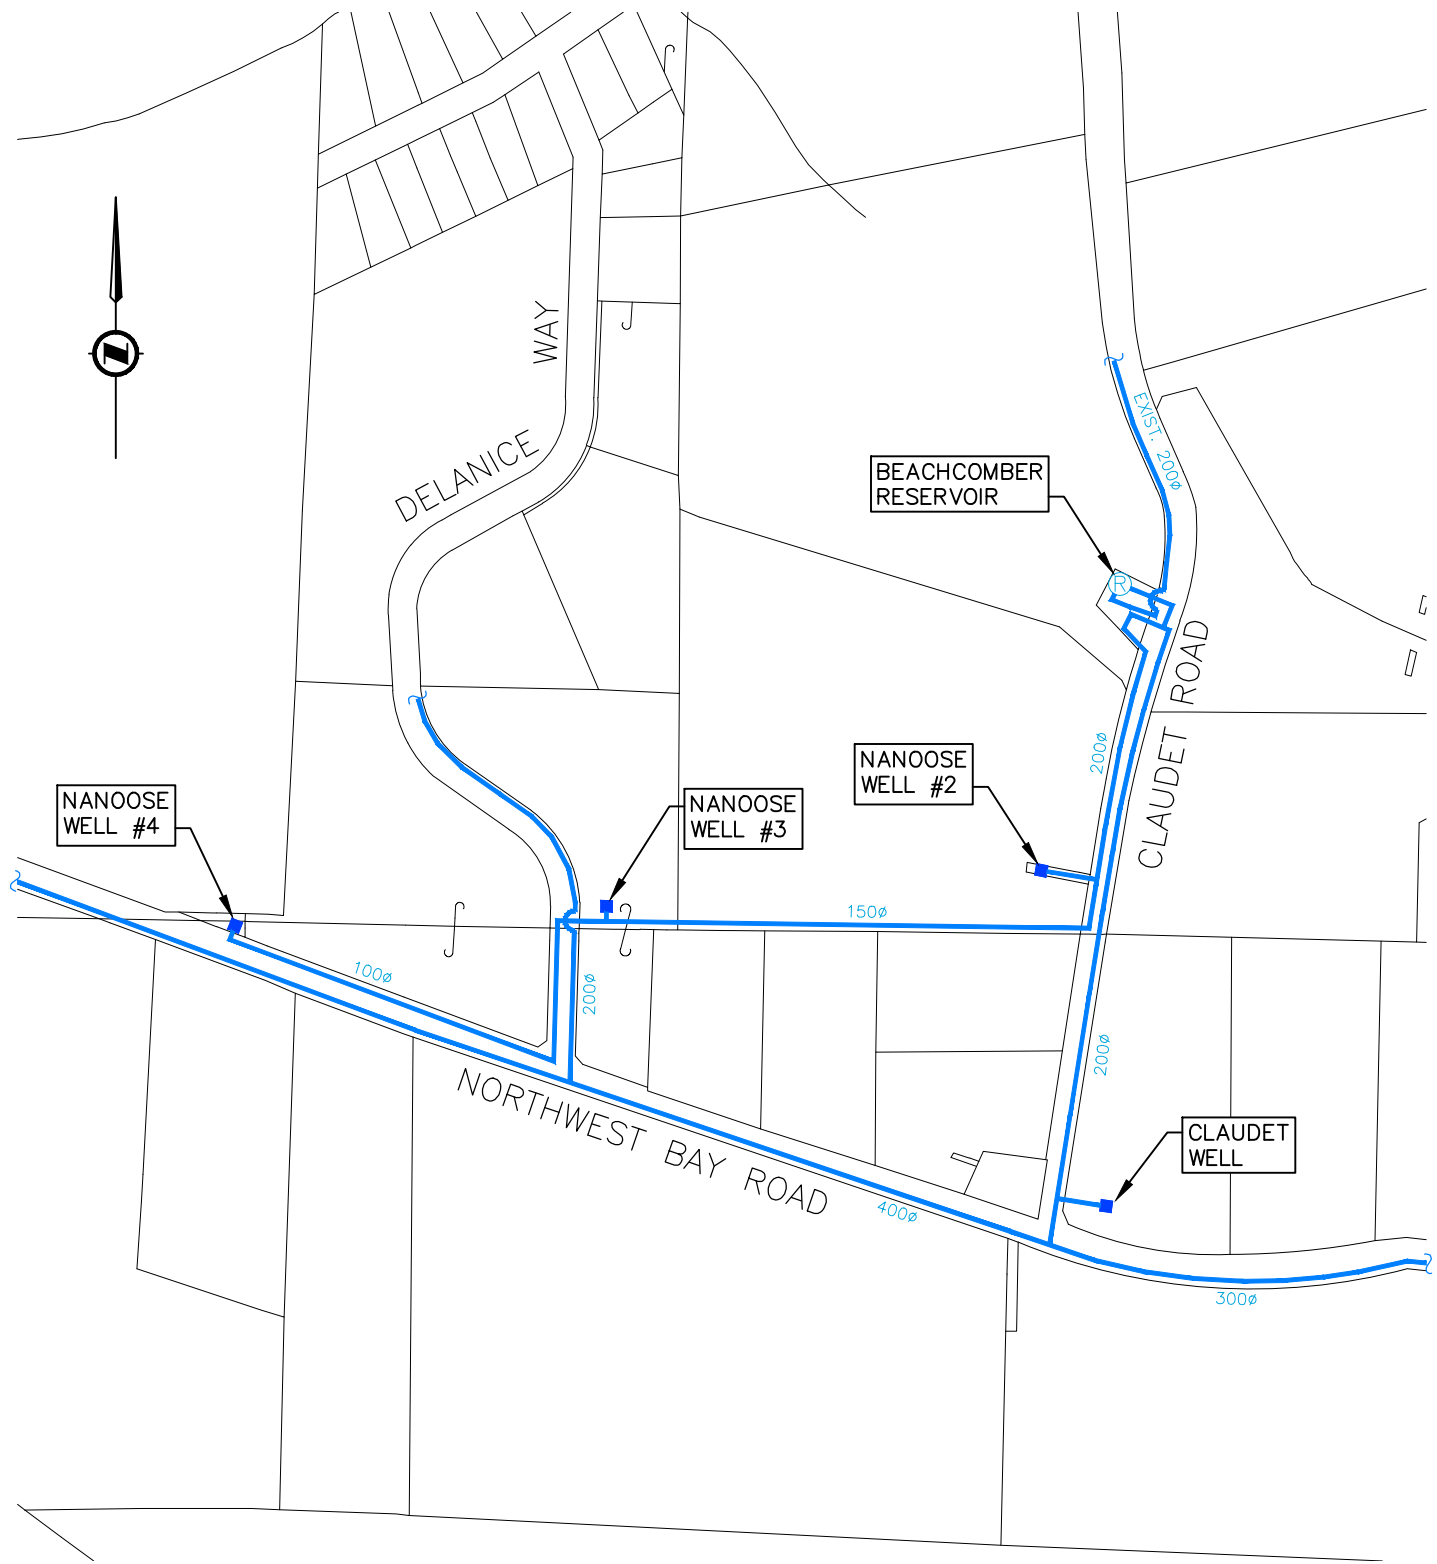 WAY
DELANICE
EXIST. 200ø
BEACHCOMBER
RESERVOIR
CLAUDET ROAD
R
200ø
NANOOSE
WELL #2
NANOOSE
WELL #4
NANOOSE
WELL #3
150ø
100ø
200ø
200ø
NORTHWEST BAY ROAD
CLAUDET
WELL
400ø
300ø